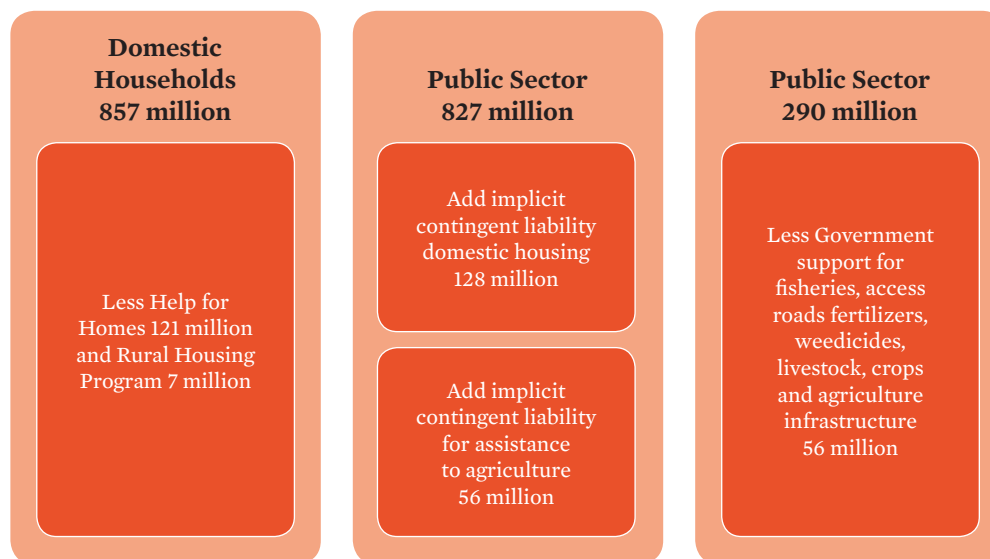 Domestic
Households
857 million
Less Help for
Homes 121 million
and Rural Housing
Program 7 million
Public Sector
827 million
Add implicit
contingent liability
domestic housing
128 million
Add implicit
contingent liability
for assistance
to agriculture
56 million
Public Sector
290 million
Less Government
support for
fisheries, access
roads fertilizers,
weedicides,
livestock, crops
and agriculture
infrastructure
56 million